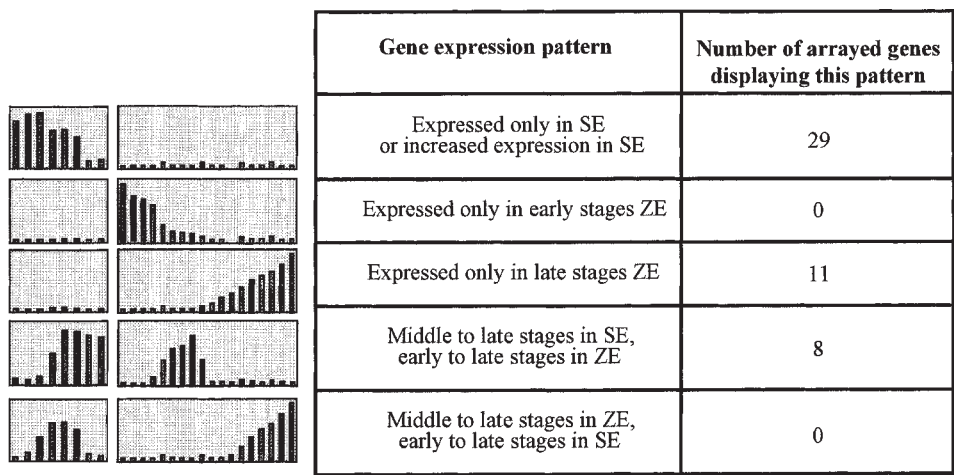 Gene expression pattern
Number of arrayed genes
displaying this pattern
Expressed only in SE
or increased expression in SE
29
Expressed only in early stages ZE
0
Expressed only in late stages ZE
11
Middle to late stages in SE,
early to late stages in ZE
8
Middle to late stages in ZE,
early to late stages in SE
0